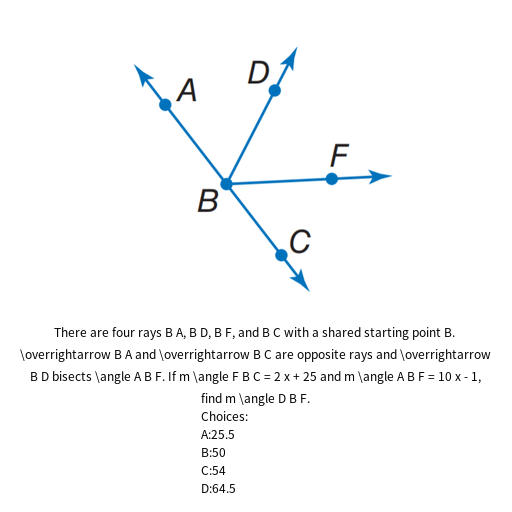 A
D
F
B
C
There are four rays B A, B D, B F, and B C with a shared starting point B.
\overrightarrow B A and \overrightarrow B C are opposite rays and \overrightarrow
B D bisects \angle A B F. If m \angle F B C = 2 x + 25 and m \angle A B F = 10 x - 1,
find m \angle D B F.
Choices:
A:25.5
B:50
C:54
D:64.5